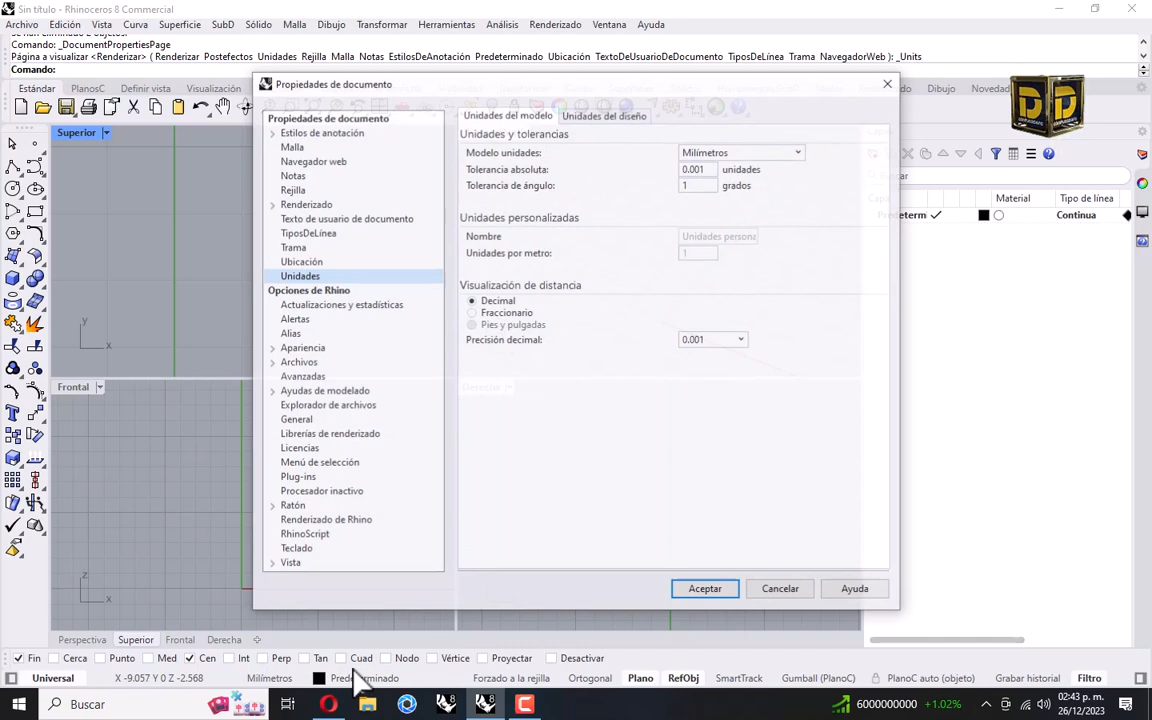 Sin título - Rhinoceros 8 Commercial
Archivo Edición Vista Curva Superficie SubD Sólido Malla Dibujo Transformar Herramientas Análisis Renderizado Ventana Ayuda
Comando: _DocumentPropertiesPage
Página a visualizar <Renderizar> ( Renderizar Postefectos Unidades Rejilla Malla Notas EstilosDeAnotación Predeterminado Ubicación TextoDeUsuarioDeDocumento TiposDeLínea Trama NavegadorWeb ): _Units
Comando:
Estándar PlanosC Definir vista Visualización
Dibujo
Propiedades de documento
Superior
Frontal
Propiedades de documento
Estilos de anotación
Malla
Navegador web
Notas
Rejilla
Renderizado
Texto de usuario de documento
TiposDeLínea
Trama
Ubicación
Unidades
Opciones de Rhino
Actualizaciones y estadísticas
Alertas
Alias
Apariencia
Archivos
Avanzadas
Ayudas de modelado
Explorador de archivos
General
Librerías de renderizado
Licencias
Menú de selección
Plug-ins
Procesador inactivo
Ratón
Renderizado de Rhino
RhinoScript
Teclado
Vista
Unidades del modelo Unidades del diseño
Unidades y tolerancias
Modelo unidades: Milímetros
Tolerancia absoluta: 0.001 unidades
Tolerancia de ángulo: 1 grados
Unidades personalizadas
Nombre Unidades persona
Unidades por metro: 1
Visualización de distancia
Decimal
Fraccionario
Pies y pulgadas
Precisión decimal: 0.001
Aceptar Cancelar Ayuda
Material Tipo de línea
Predeterm Continua
y
x
z
x
Perspectiva Superior Frontal Derecha
Fin Cerca Punto Med Cen Int Perp Tan Cuad Nodo Vértice Proyectar Desactivar
Universal X -9.057 Y 0 Z -2.568 Milímetros Predeterminado Forzado a la rejilla Ortogonal Plano RefObj SmartTrack Gumball (PlanoC) PlanoC auto (objeto) Grabar historial Filtro
Buscar
6000000000 +1.02%
02:43 p. m.
26/12/2023